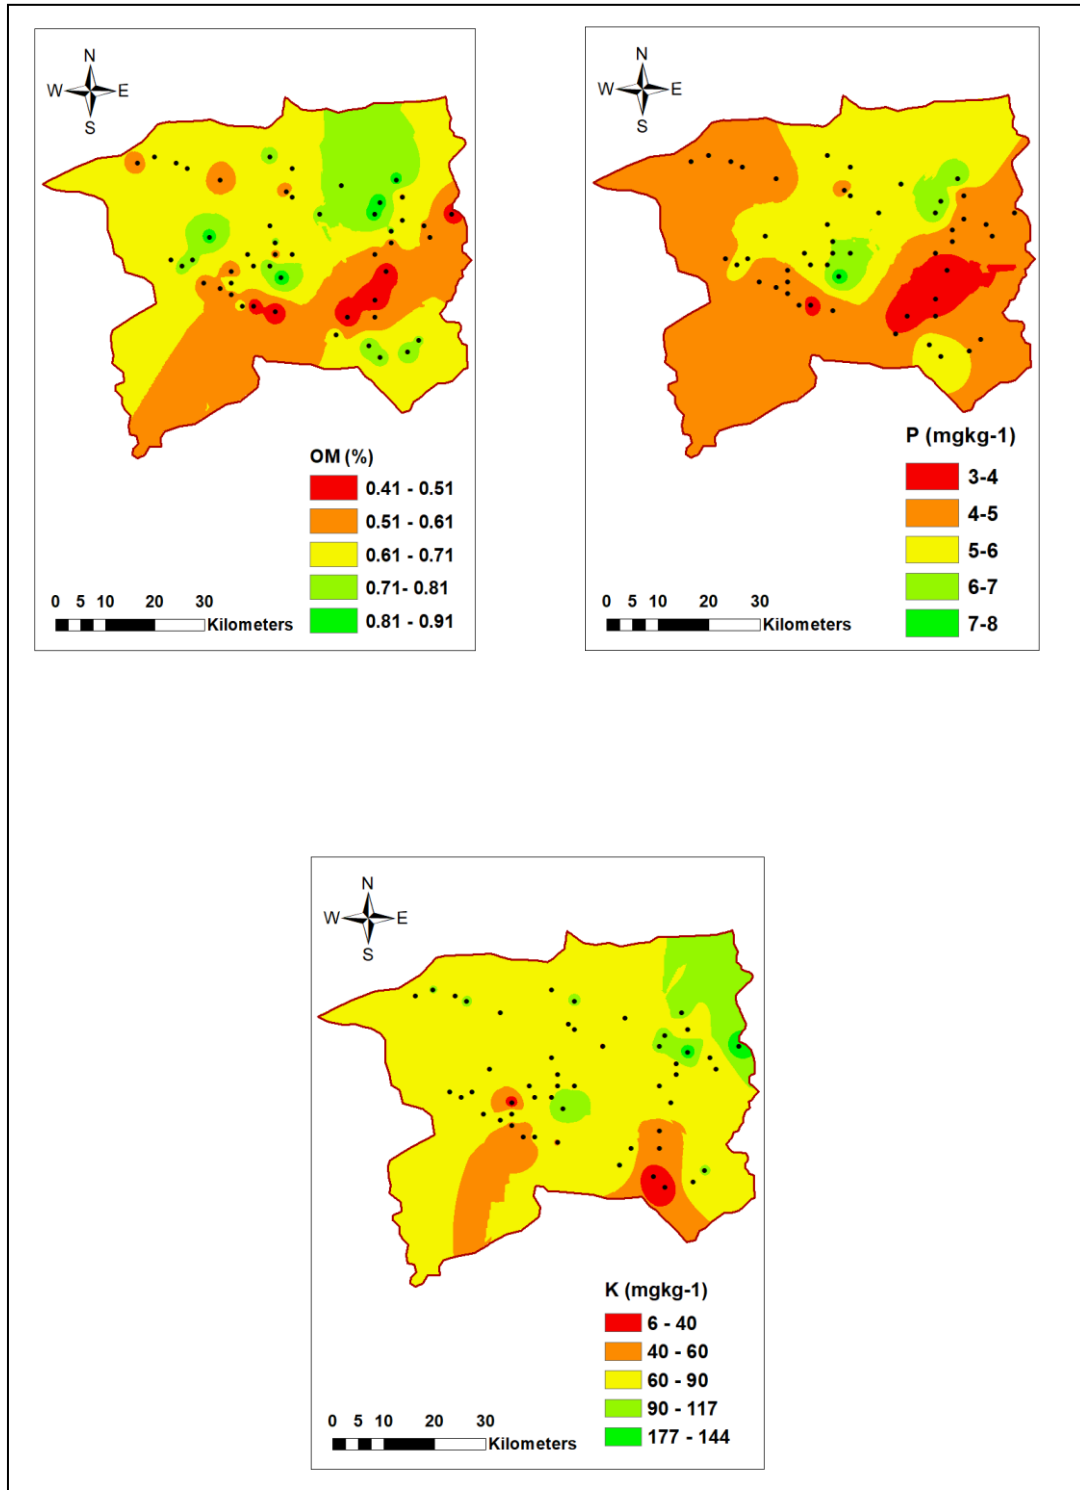 N
W E
S
OM (%)
0.41 - 0.51
0.51 - 0.61
0.61 - 0.71
0.71- 0.81
0.81 - 0.91
0 5 10 20 30
Kilometers
N
W E
S
P (mgkg-1)
3-4
4-5
5-6
6-7
7-8
0 5 10 20 30
Kilometers
N
W E
S
K (mgkg-1)
6 - 40
40 - 60
60 - 90
90 - 117
177 - 144
0 5 10 20 30
Kilometers